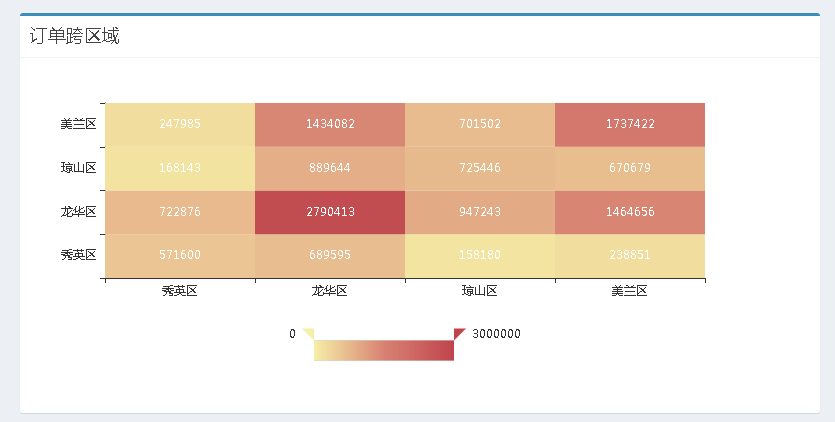 订单跨区域
美兰区 247985 1434082 701502 1737422
琼山区 168143 889644 725446 670679
龙华区 722876 2790413 947243 1464656
秀英区 571600 689595 158180 238851
秀英区 龙华区 琼山区 美兰区
0 3000000